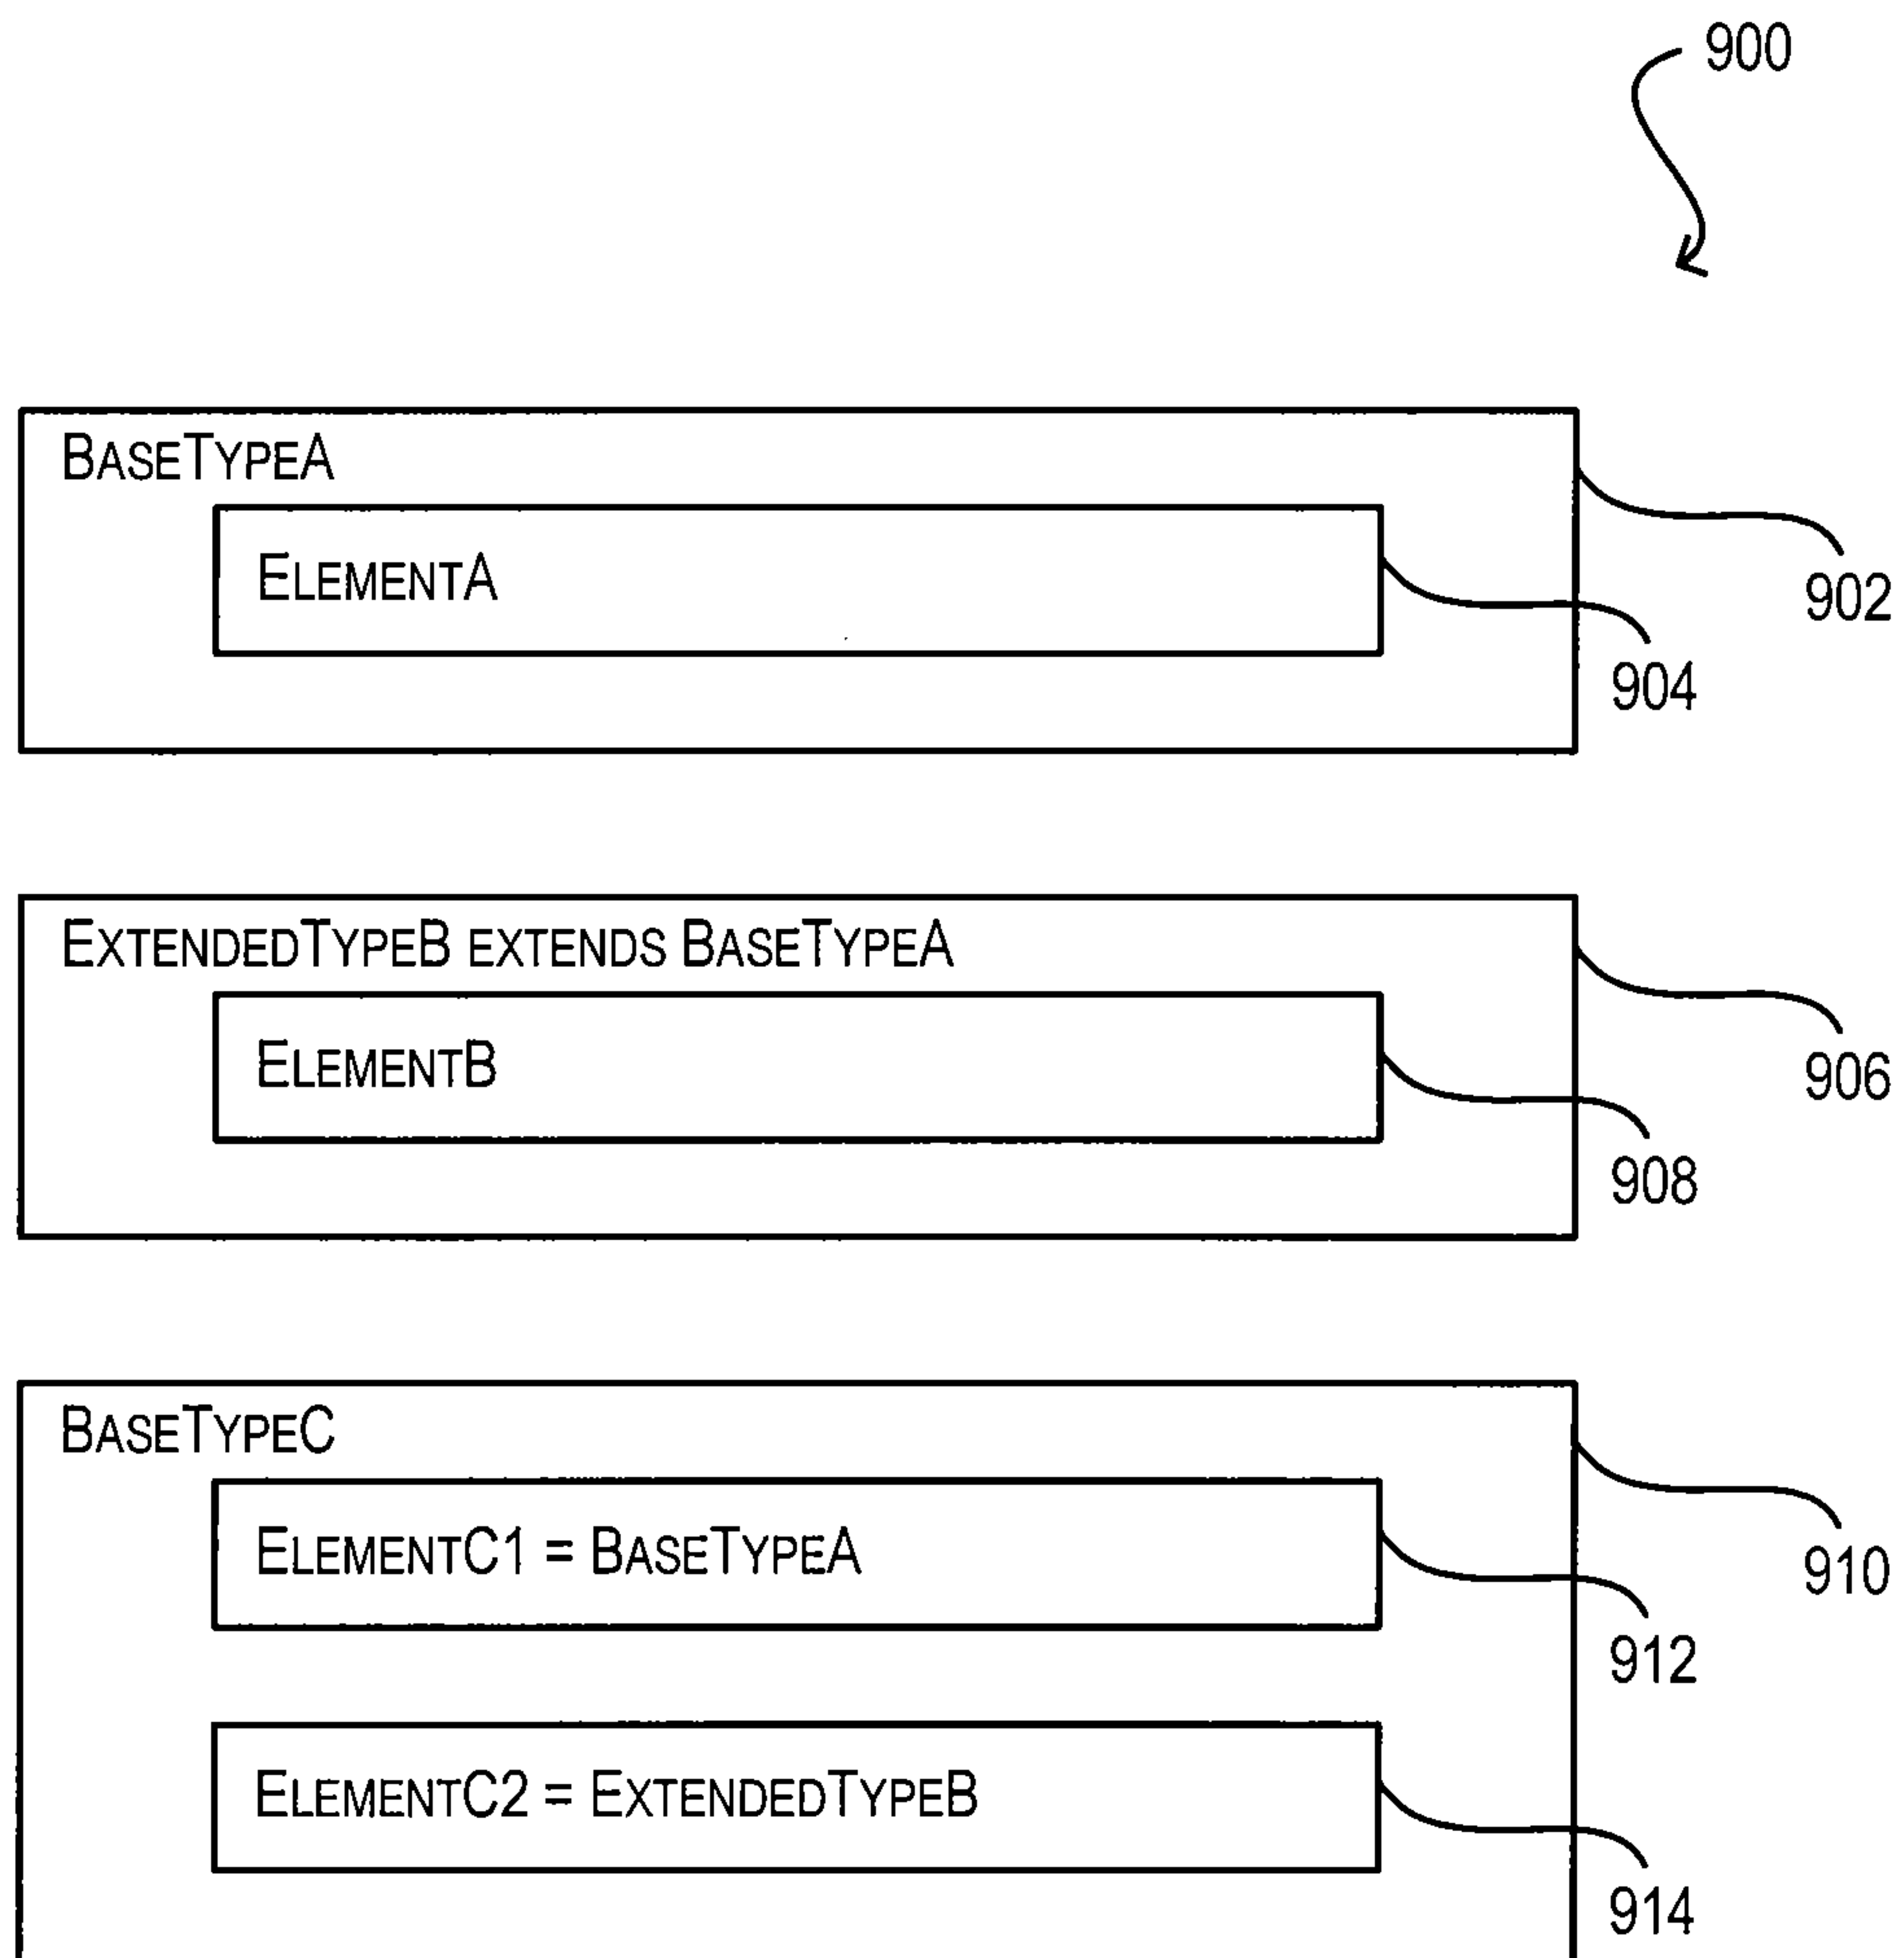 900
BaseTypeA
ElementA
902
904
ExtendedTypeB extends BaseTypeA
ElementB
906
908
BaseTypeC
ElementC1 = BaseTypeA
910
912
ElementC2 = ExtendedTypeB
914